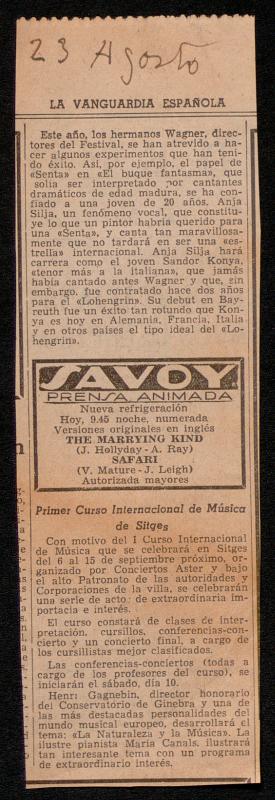 23 Agosto
LA VANGUARDIA ESPAÑOLA
Este año, los hermanos Wagner, direc-
tores del Festival, se han atrevido a ha-
cer algunos experimentos que han teni-
do éxito. Así, por ejemplo, el papel de
«Senta» en «El buque fantasma», que
solía ser interpretado por cantantes
dramáticos de edad madura, se ha con-
fiado a una joven de 20 años. Anja
Silja, un fenómeno vocal, que constitu-
ye lo que un pintor habría querido para
una «Senta», y canta tan maravillosa-
mente que no tardará en ser una «es-
trella» internacional. Anja Silja hará
carrera como el joven Sandor Konya,
«tenor más a la italiana», que jamás
había cantado antes Wagner y que, sin
embargo, fue contratado hace dos años
para el «Lohengrin». Su debut en Bay-
reuth fue un éxito tan rotundo que Kon-
ya es hoy en Alemania, Francia, Italia
y en otros países el tipo ideal del «Lo-
hengrin».
SAVOY
PRENSA ANIMADA
Nueva refrigeración
Hoy, 9.45 noche, numerada
Versiones originales en inglés
THE MARRYING KIND
(J. Hollyday - A. Ray)
SAFARI
(V. Mature - J. Leigh)
Autorizada mayores
Primer Curso Internacional de Música
de Sitges
Con motivo del I Curso Internacional
de Música que se celebrará en Sitges
del 6 al 15 de septiembre próximo, or-
ganizado por Conciertos Aster y bajo
el alto Patronato de las autoridades y
Corporaciones de la villa, se celebrarán
una serie de actos de extraordinaria im-
portacia e interés.
El curso constará de clases de inter-
pretación, cursillos, conferencias-con-
cierto y un concierto final, a cargo de
los cursillistas mejor clasificados.
Las conferencias-conciertos (todas a
cargo de los profesores del curso), se
iniciarán el sábado, día 10.
Henri Gagnebin, director honorario
del Conservatorio de Ginebra y una de
las más destacadas personalidades del
mundo musical europeo, desarrollará el
tema: «La Naturaleza y la Música». La
ilustre pianista María Canals, ilustrará
tan interesante tema con un programa
de extraordinario interés.